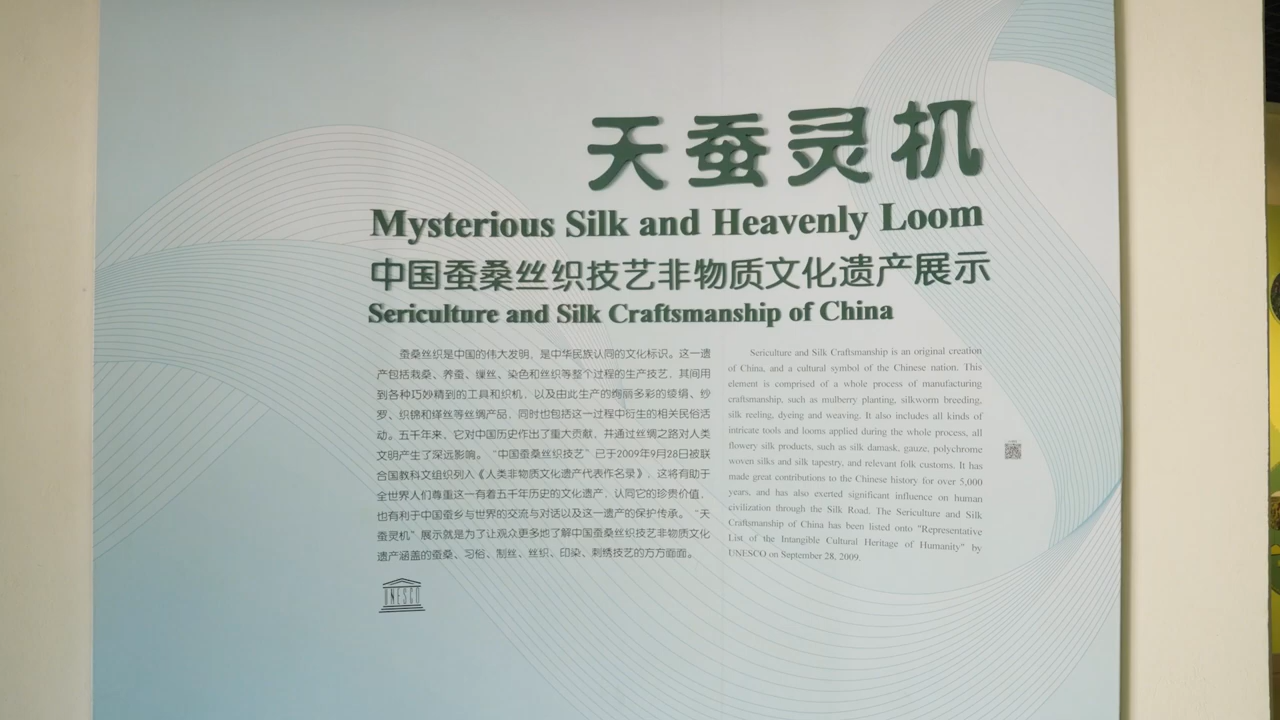 天蚕灵机
Mysterious Silk and Heavenly Loom
中国蚕桑丝织技艺非物质文化遗产展示
Sericulture and Silk Craftsmanship of China
蚕桑丝织是中国的伟大发明，是中华民族认同的文化标识。这一遗
产包括栽桑、养蚕、缫丝、染色和丝织等整个过程的生产技艺，其间用
到各种巧妙精到的工具和织机，以及由此生产的绚丽多彩的绫绢、纱
罗、织锦和缂丝等丝绸产品，同时也包括这一过程中衍生的相关民俗活
动。五千年来，它对中国历史作出了重大贡献，并通过丝绸之路对人类
文明产生了深远影响。“中国蚕桑丝织技艺”已于2009年9月28日被联
合国教科文组织列入《人类非物质文化遗产代表作名录》，这将有助于
全世界人们尊重这一有着五千年历史的文化遗产，认同它的珍贵价值，
也有利于中国蚕乡与世界的交流与对话以及这一遗产的保护传承。“天
蚕灵机”展示就是为了让观众更多地了解中国蚕桑丝织技艺非物质文化
遗产涵盖的蚕桑、习俗、制丝、丝织、印染、刺绣技艺的方方面面。
Sericulture and Silk Craftsmanship is an original creation
of China, and a cultural symbol of the Chinese nation. This
element is comprised of a whole process of manufacturing
craftsmanship, such as mulberry planting, silkworm breeding,
silk reeling, dyeing and weaving. It also includes all kinds of
intricate tools and looms applied during the whole process, all
flowery silk products, such as silk damask, gauze, polychrome
woven silks and silk tapestry, and relevant folk customs. It has
made great contributions to the Chinese history for over 5,000
years, and has also exerted significant influence on human
civilization through the Silk Road. The Sericulture and Silk
Craftsmanship of China has been listed onto "Representative
List of the Intangible Cultural Heritage of Humanity" by
UNESCO on September 28, 2009.
UNESCO